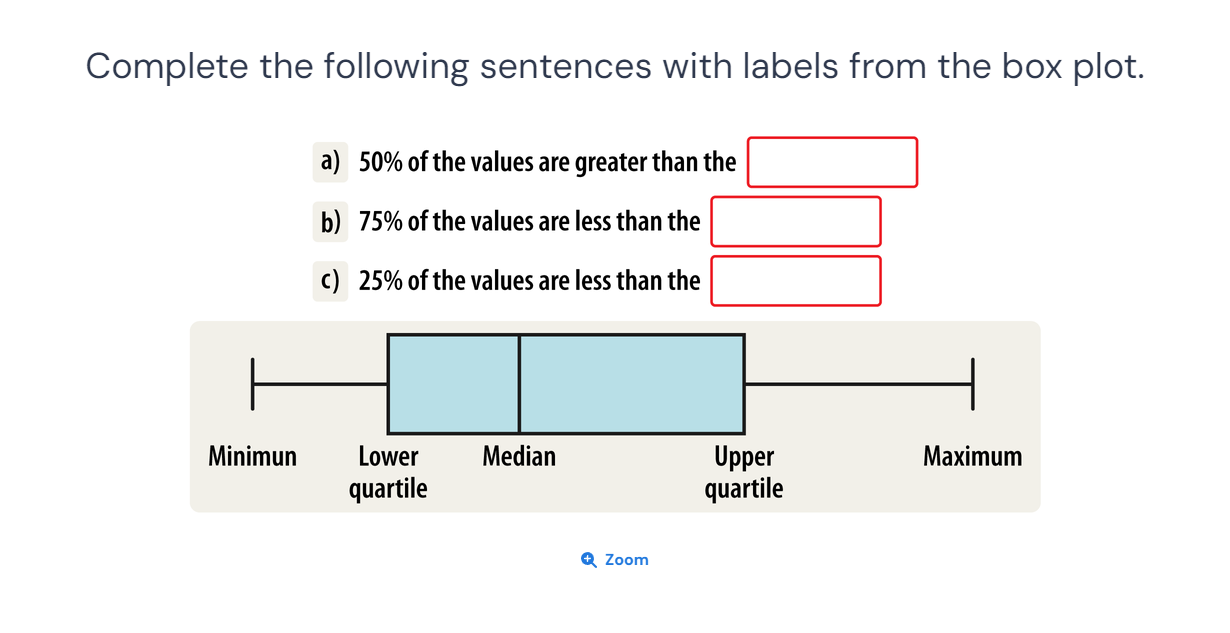 Complete the following sentences with labels from the box plot.
a) 50% of the values are greater than the
b) 75% of the values are less than the
c) 25% of the values are less than the
Minimun Lower quartile Median Upper quartile Maximum
Zoom